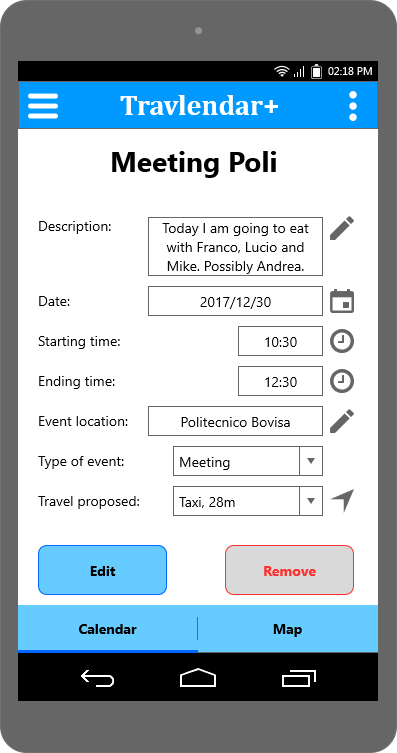 02:18 PM
Travlendar+
Meeting Poli
Description:
Today I am going to eat
with Franco, Lucio and
Mike. Possibly Andrea.
Date:
2017/12/30
Starting time:
10:30
Ending time:
12:30
Event location:
Politecnico Bovisa
Type of event:
Meeting
Travel proposed:
Taxi, 28m
Edit
Remove
Calendar
Map